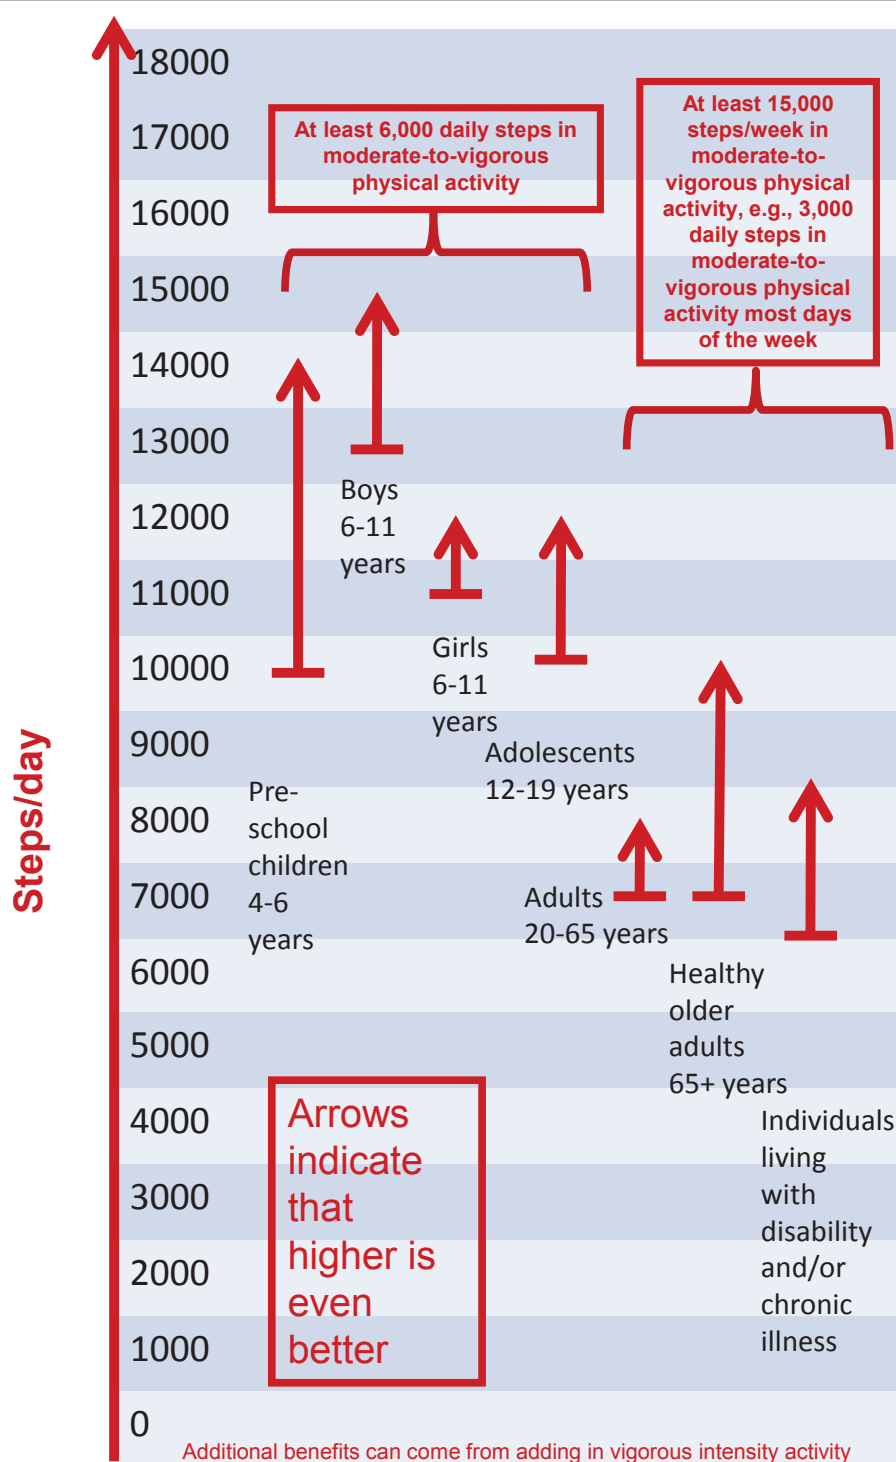 18000
17000
16000
15000
14000
13000
12000
11000
10000
9000
8000
7000
6000
5000
4000
3000
2000
1000
0
Steps/day
At least 6,000 daily steps in
moderate-to-vigorous
physical activity
At least 15,000
steps/week in
moderate-to-
vigorous physical
activity, e.g., 3,000
daily steps in
moderate-to-
vigorous physical
activity most days
of the week
Pre-
school
children
4-6
years
Boys
6-11
years
Girls
6-11
years
Adolescents
12-19 years
Adults
20-65 years
Healthy
older
adults
65+ years
Individuals
living
with
disability
and/or
chronic
illness
Arrows
indicate
that
higher is
even
better
Additional benefits can come from adding in vigorous intensity activity